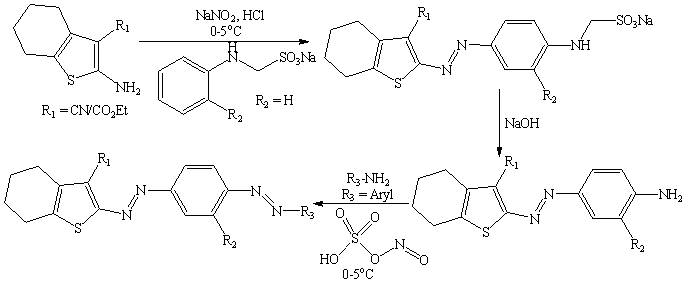 NaNO2, HCl
0-5°C
R1
S
NH2
R1 = CN/CO2Et
H
N
SO3Na
R2
R2 = H
R1
S
N
N
NH
SO3Na
R2
NaOH
R1
S
N
N
NH2
R2
R3-NH2
R3 = Aryl
O
O
S
HO
O
N
O
0-5°C
R1
S
N
N
N
N
R3
R2